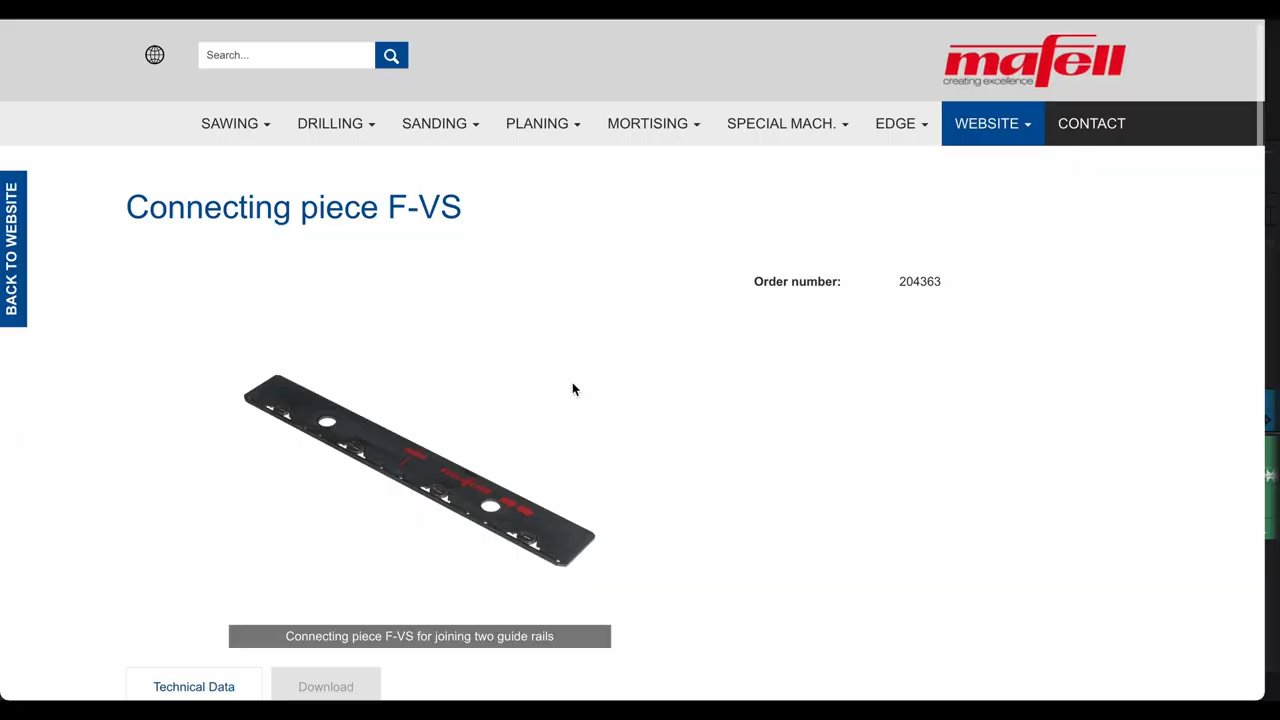 Search...
mafell
creating excellence
SAWING
DRILLING
SANDING
PLANING
MORTISING
SPECIAL MACH.
EDGE
WEBSITE
CONTACT
BACK TO WEBSITE
Connecting piece F-VS
Order number: 204363
Connecting piece F-VS for joining two guide rails
Technical Data
Download